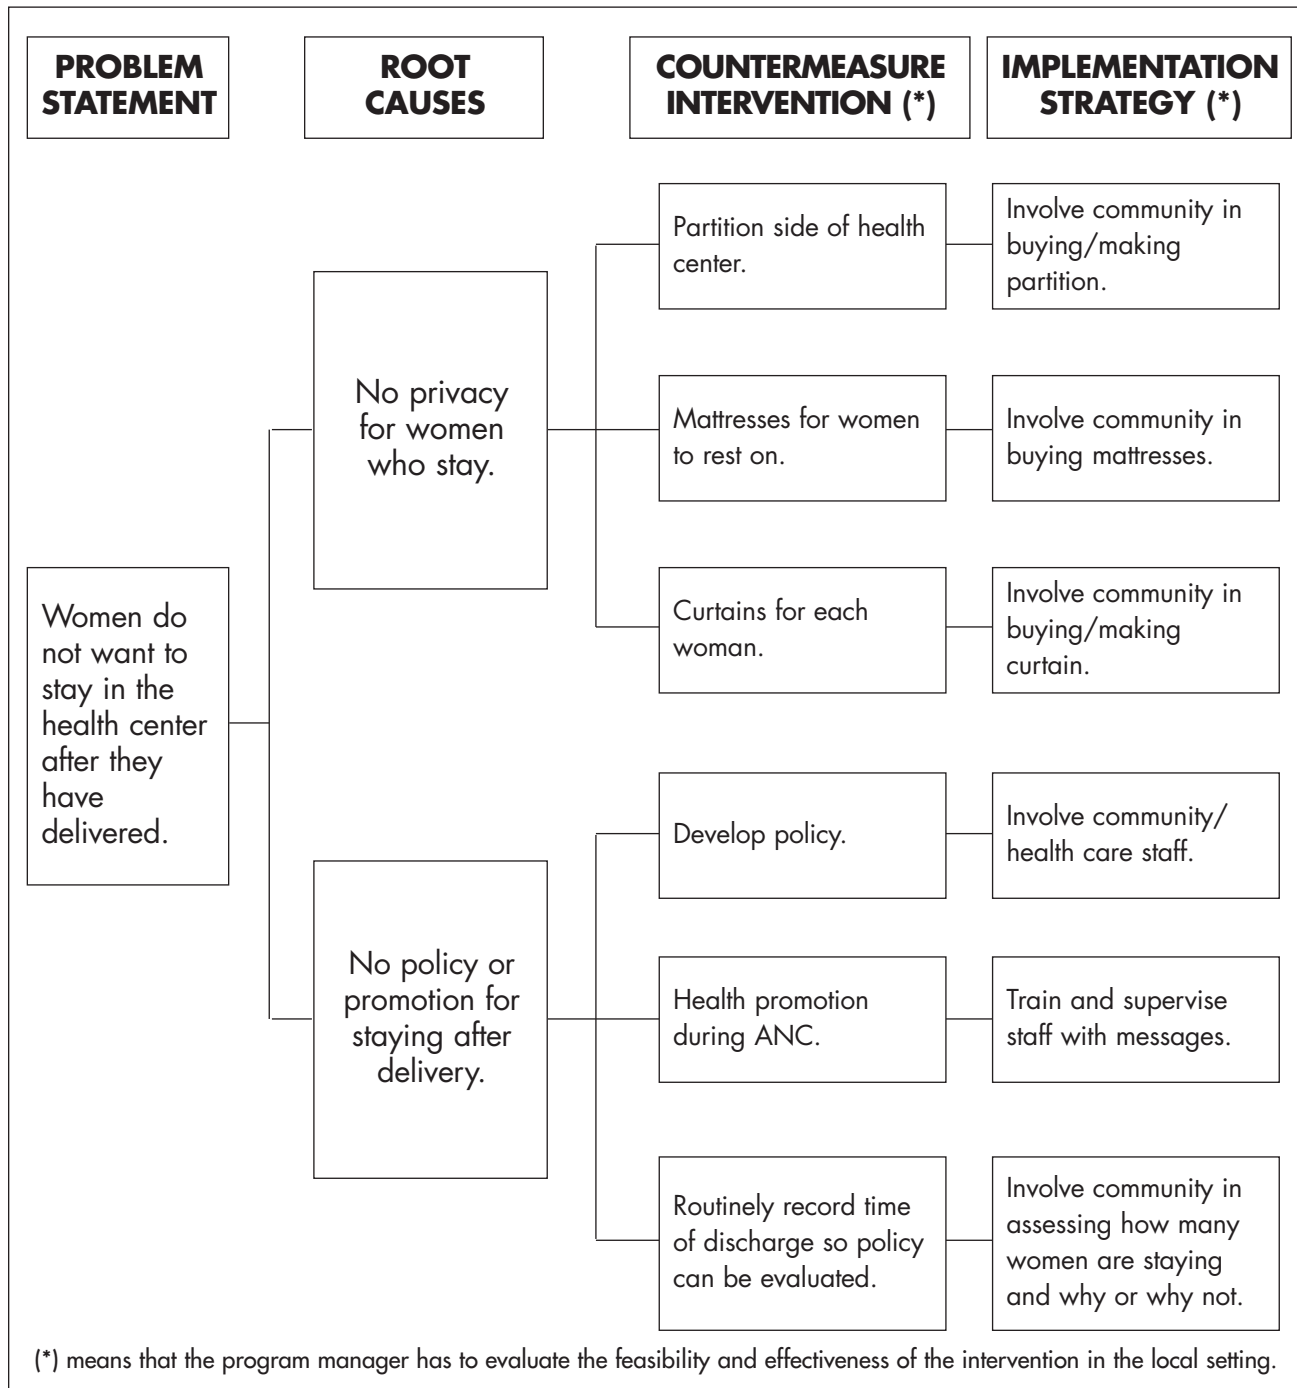 PROBLEM
STATEMENT
ROOT
CAUSES
COUNTERMEASURE
INTERVENTION (*)
IMPLEMENTATION
STRATEGY (*)
Women do
not want to
stay in the
health center
after they
have
delivered.
No privacy
for women
who stay.
Partition side of health
center.
Involve community in
buying/making
partition.
Mattresses for women
to rest on.
Involve community in
buying mattresses.
Curtains for each
woman.
Involve community in
buying/making
curtain.
No policy or
promotion for
staying after
delivery.
Develop policy.
Involve community/
health care staff.
Health promotion
during ANC.
Train and supervise
staff with messages.
Routinely record time
of discharge so policy
can be evaluated.
Involve community in
assessing how many
women are staying
and why or why not.
(*) means that the program manager has to evaluate the feasibility and effectiveness of the intervention in the local setting.